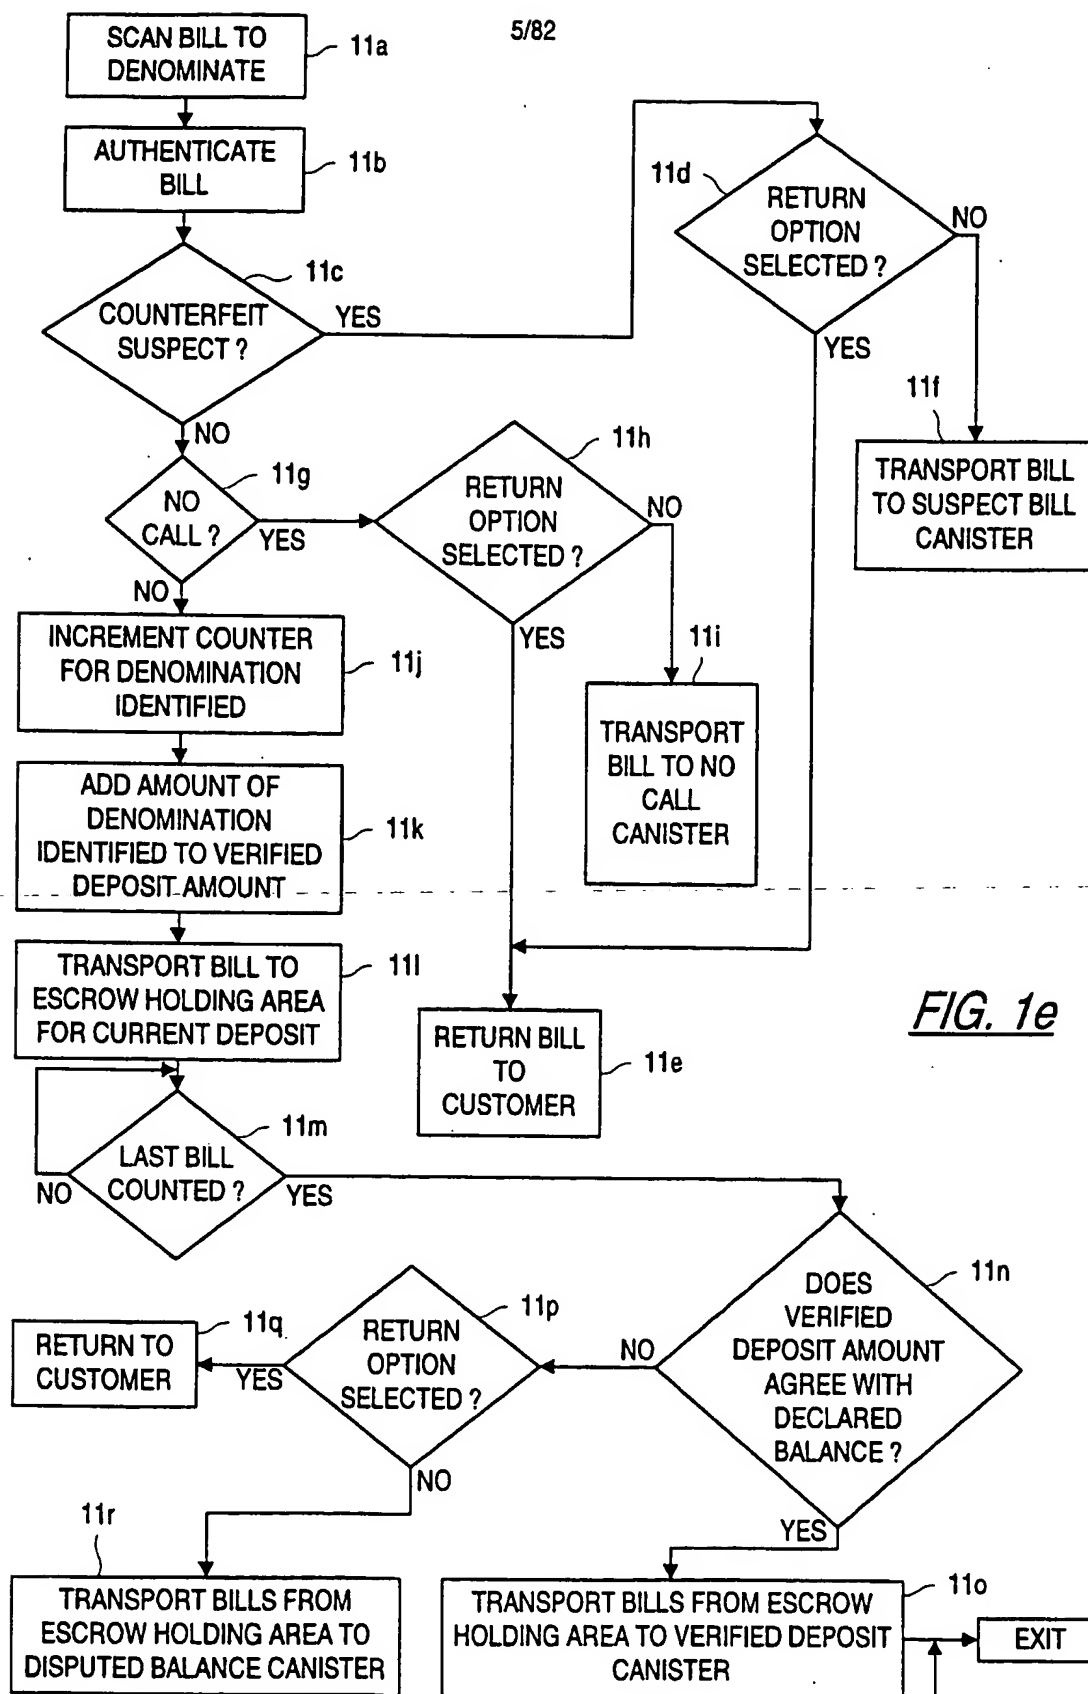 5/82
SCAN BILL TO
DENOMINATE
11a
AUTHENTICATE
BILL
11b
COUNTERFEIT
SUSPECT ?
11c
YES
NO
RETURN
OPTION
SELECTED ?
11d
NO
YES
TRANSPORT BILL
TO SUSPECT BILL
CANISTER
11f
NO
CALL ?
11g
YES
NO
RETURN
OPTION
SELECTED ?
11h
NO
YES
TRANSPORT
BILL TO NO
CALL
CANISTER
11i
INCREMENT COUNTER
FOR DENOMINATION
IDENTIFIED
11j
ADD AMOUNT OF
DENOMINATION
IDENTIFIED TO VERIFIED
DEPOSIT AMOUNT
11k
TRANSPORT BILL TO
ESCROW HOLDING AREA
FOR CURRENT DEPOSIT
11l
RETURN BILL
TO
CUSTOMER
11e
FIG. 1e
LAST BILL
COUNTED ?
11m
NO
YES
DOES
VERIFIED
DEPOSIT AMOUNT
AGREE WITH
DECLARED
BALANCE ?
11n
NO
YES
RETURN
OPTION
SELECTED ?
11p
YES
NO
RETURN TO
CUSTOMER
11q
TRANSPORT BILLS FROM
ESCROW HOLDING AREA TO
DISPUTED BALANCE CANISTER
11r
TRANSPORT BILLS FROM ESCROW
HOLDING AREA TO VERIFIED DEPOSIT
CANISTER
11o
EXIT